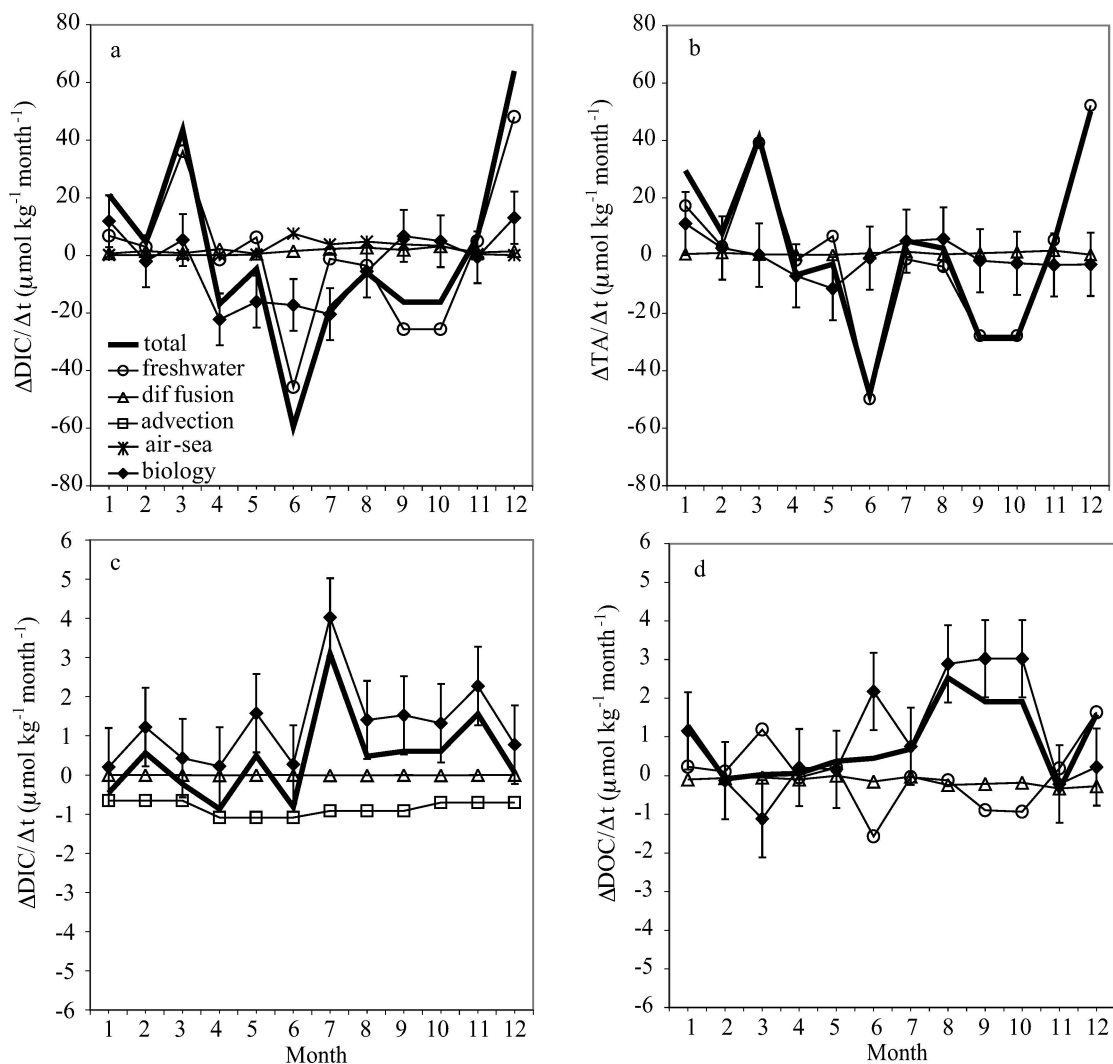 a
ΔDIC/Δt (μmol kg⁻¹ month⁻¹)
80
60
40
20
0
-20
-40
-60
-80
total
freshwater
dif fusion
advection
air-sea
biology
1 2 3 4 5 6 7 8 9 10 11 12
b
ΔTA/Δt (μmol kg⁻¹ month⁻¹)
80
60
40
20
0
-20
-40
-60
-80
1 2 3 4 5 6 7 8 9 10 11 12
c
ΔDIC/Δt (μmol kg⁻¹ month⁻¹)
6
5
4
3
2
1
0
-1
-2
-3
-4
-5
-6
1 2 3 4 5 6 7 8 9 10 11 12
Month
d
ΔDOC/Δt (μmol kg⁻¹ month⁻¹)
6
5
4
3
2
1
0
-1
-2
-3
-4
-5
-6
1 2 3 4 5 6 7 8 9 10 11 12
Month